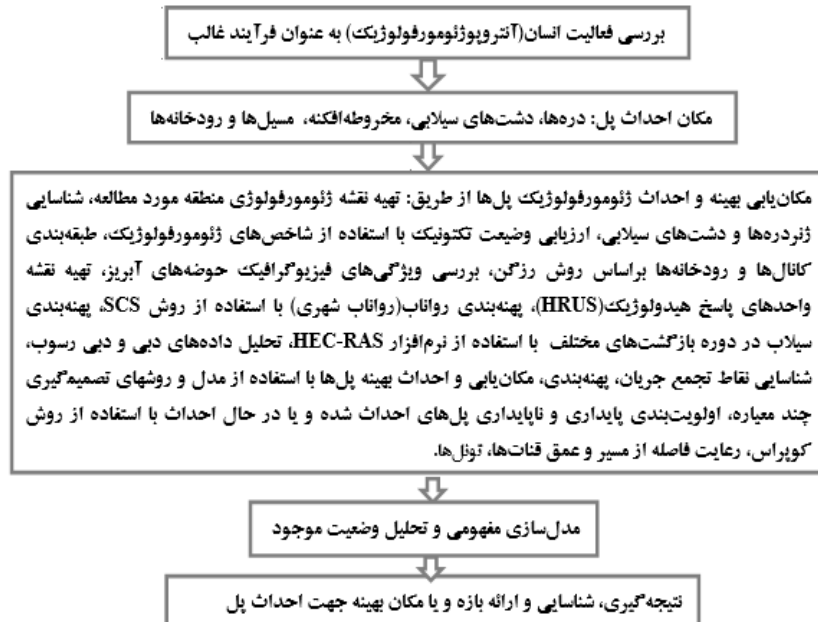 بررسی فعالیت انسان(آنتروپوژئومورفولوژیک) به عنوان فرآیند غالب
مکان احداث پل: دره‌ها، دشت‌های سیلابی، مخروطه‌افکنه، مسیل‌ها و رودخانه‌ها
مکان‌یابی بهینه و احداث ژئومورفولوژیک پل‌ها از طریق: تهیه نقشه ژئومورفولوژی منطقه مورد مطالعه، شناسایی
ژنردره‌ها و دشت‌های سیلابی، ارزیابی وضیعت تکتونیک با استفاده از شاخص‌های ژئومورفولوژیک، طبقه‌بندی
کانال‌ها و رودخانه‌ها براساس روش رزگن، بررسی ویژگی‌های فیزیوگرافیک حوضه‌های آبریز، تهیه نقشه
واحدهای پاسخ هیدولوژیک(HRUS)، پهنه‌بندی رواناب(رواناب شهری) با استفاده از روش SCS، پهنه‌بندی
سیلاب در دوره بازگشت‌های مختلف با استفاده از نرم‌افزار HEC-RAS، تحلیل داده‌های دبی و دبی رسوب،
شناسایی نقاط تجمع جریان، پهنه‌بندی، مکان‌یابی و احداث بهینه پل‌ها با استفاده از مدل و روشهای تصمیم‌گیری
چند معیاره، اولویت‌بندی پایداری و ناپایداری پل‌های احداث شده و یا در حال احداث با استفاده از روش
کوپراس، رعایت فاصله از مسیر و عمق قنات‌ها، تونل‌ها.
مدل‌سازی مفهومی و تحلیل وضعیت موجود
نتیجه‌گیری، شناسایی و ارائه بازه و یا مکان بهینه جهت احداث پل